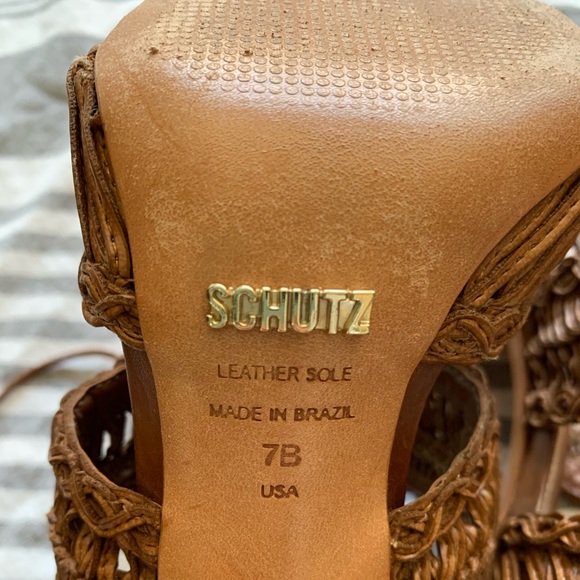 SCHUTZ
LEATHER SOLE
MADE IN BRAZIL
7B
USA